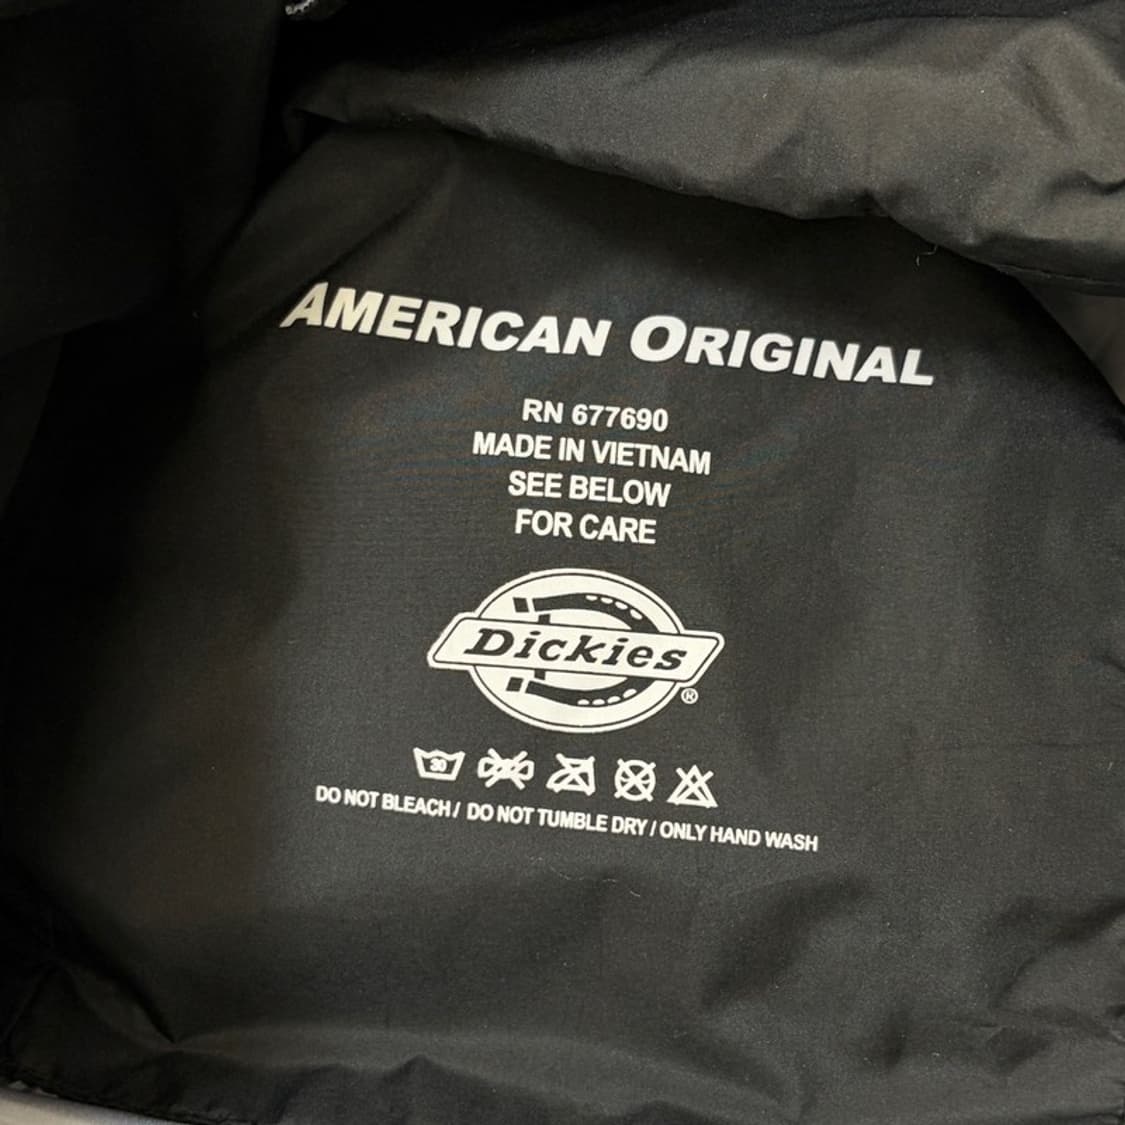 AMERICAN ORIGINAL
RN 677690
MADE IN VIETNAM
SEE BELOW
FOR CARE
Dickies ®
30
DO NOT BLEACH / DO NOT TUMBLE DRY / ONLY HAND WASH